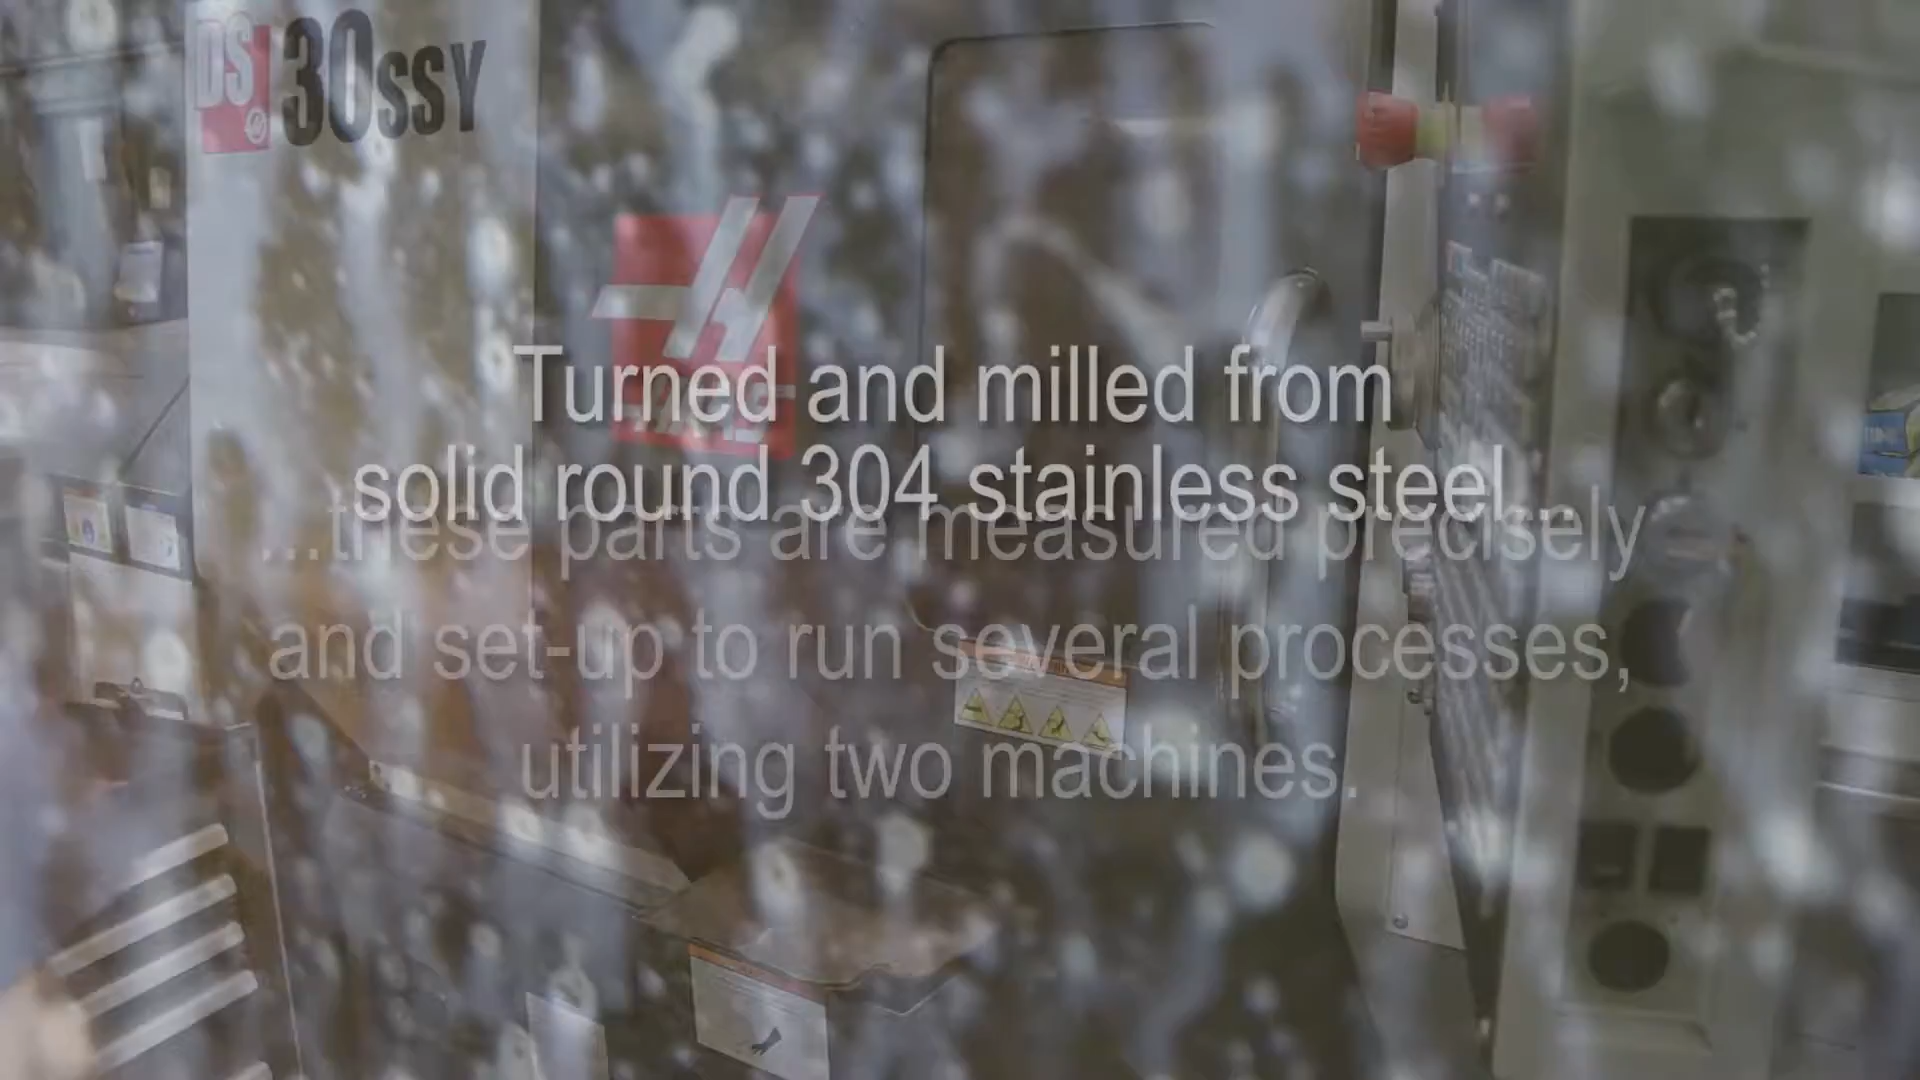 DS 30SSY
HAAS
Turned and milled from
solid round 304 stainless steel...
...these parts are measured precisely
and set-up to run several processes,
utilizing two machines.